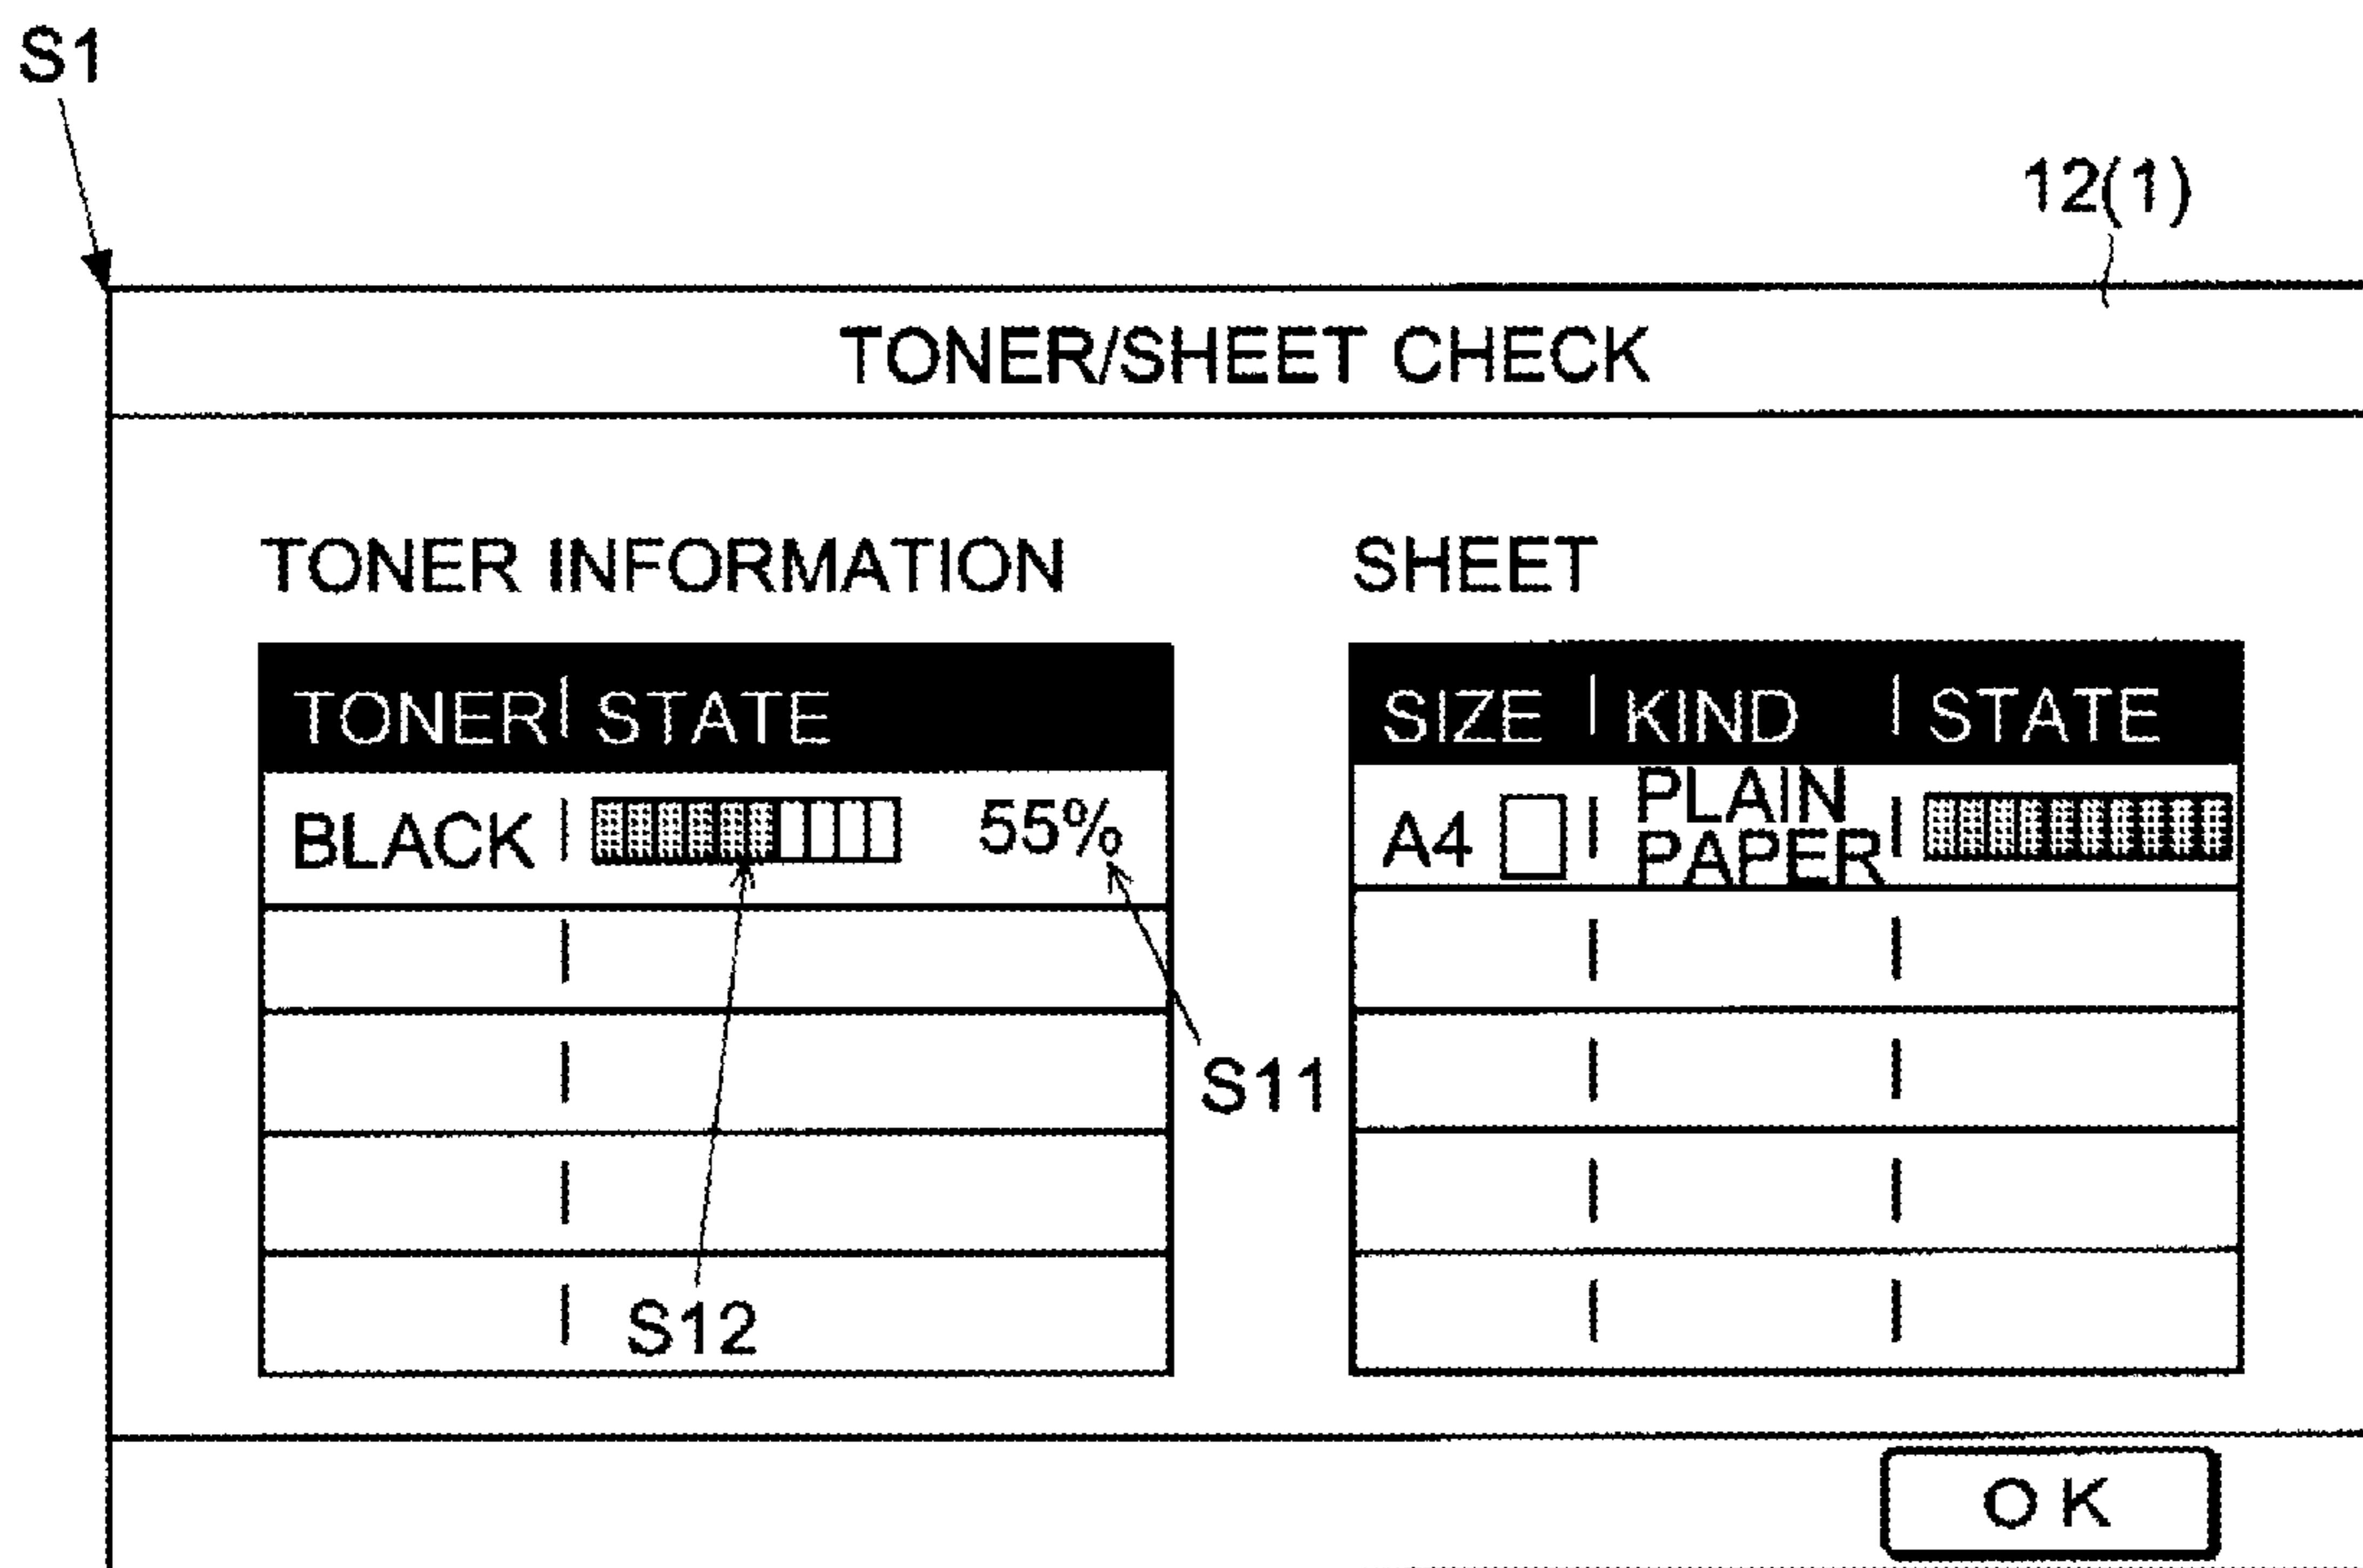 S1
12(1)
TONER/SHEET CHECK
TONER INFORMATION
SHEET
TONER STATE
SIZE KIND STATE
BLACK 55%
A4 PLAIN PAPER
S11
S12
OK